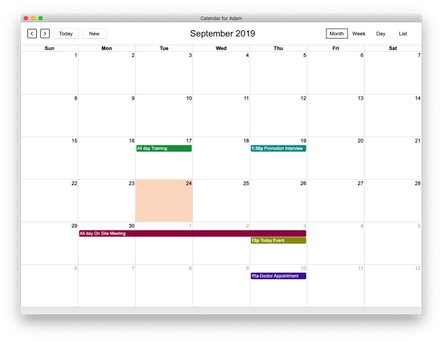 Calendar for Adam
< > Today New September 2019 Month Week Day List
Sun Mon Tue Wed Thu Fri Sat
1 2 3 4 5 6 7
8 9 10 11 12 13 14
15 16 17 18 19 20 21
All day Training 1:30p Promotion Interview
22 23 24 25 26 27 28
29 30 1 2 3 4 5
All day On Site Meeting
12p Today Event
6 7 8 9 10 11 12
11a Doctor Appointment